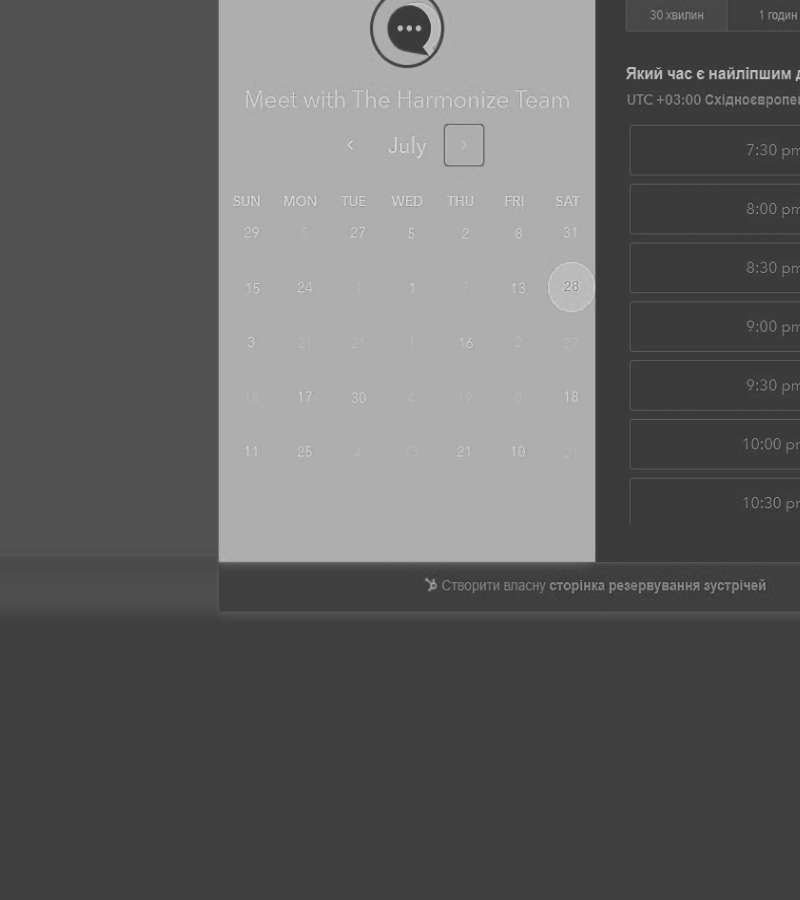 30 хвилин 1 годин
Meet with The Harmonize Team
‹ July ›
SUN MON TUE WED THU FRI SAT
29 5 27 5 2 8 31
15 24 1 1 7 13 28
3 21 21 1 16 2 27
18 17 30 4 19 18
11 25 4 13 21 10
Який час є найліпшим
UTC +03:00 Східноєвропе
7:30 pm
8:00 pm
8:30 pm
9:00 pm
9:30 pm
10:00 pm
10:30 pm
Створити власну сторінка резервування зустрічей